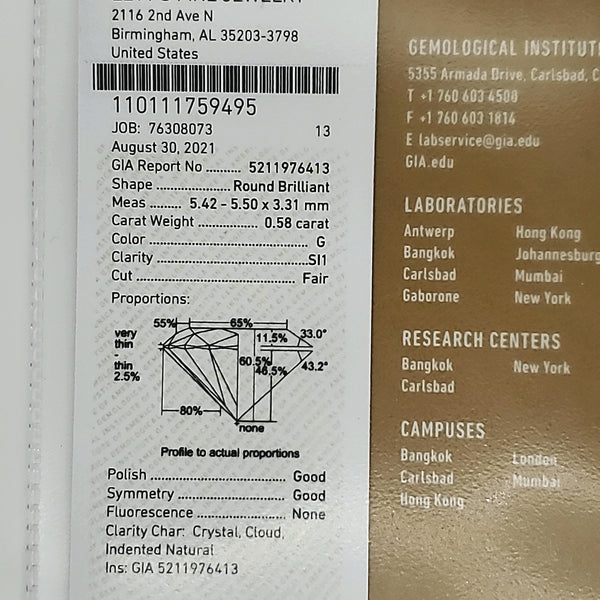 2116 2nd Ave N
Birmingham, AL 35203-3798
United States
110111759495
JOB: 76308073 13
August 30, 2021
GIA Report No .......... 5211976413
Shape .................... Round Brilliant
Meas ....... 5.42 - 5.50 x 3.31 mm
Carat Weight ................ 0.58 carat
Color ........................................ G
Clarity ..................................... SI1
Cut ......................................... Fair
Proportions:
55% 65%
11.5% 33.0°
very
thin
-
thin
2.5%
60.5%
46.5% 43.2°
80%
none
Profile to actual proportions
Polish .................................. Good
Symmetry ........................... Good
Fluorescence ...................... None
Clarity Char: Crystal, Cloud,
Indented Natural
Ins: GIA 5211976413
GEMOLOGICAL
5355 Armada Drive, Carlsbad,
T +1 760 603 4500
F +1 760 603 1814
E labservice@gia.edu
GIA.edu
LABORATORIES
Antwerp Hong Kong
Bangkok Johannesburg
Carlsbad Mumbai
Gaborone New York
RESEARCH CENTERS
Bangkok New York
Carlsbad
CAMPUSES
Bangkok London
Carlsbad Mumbai
Hong Kong